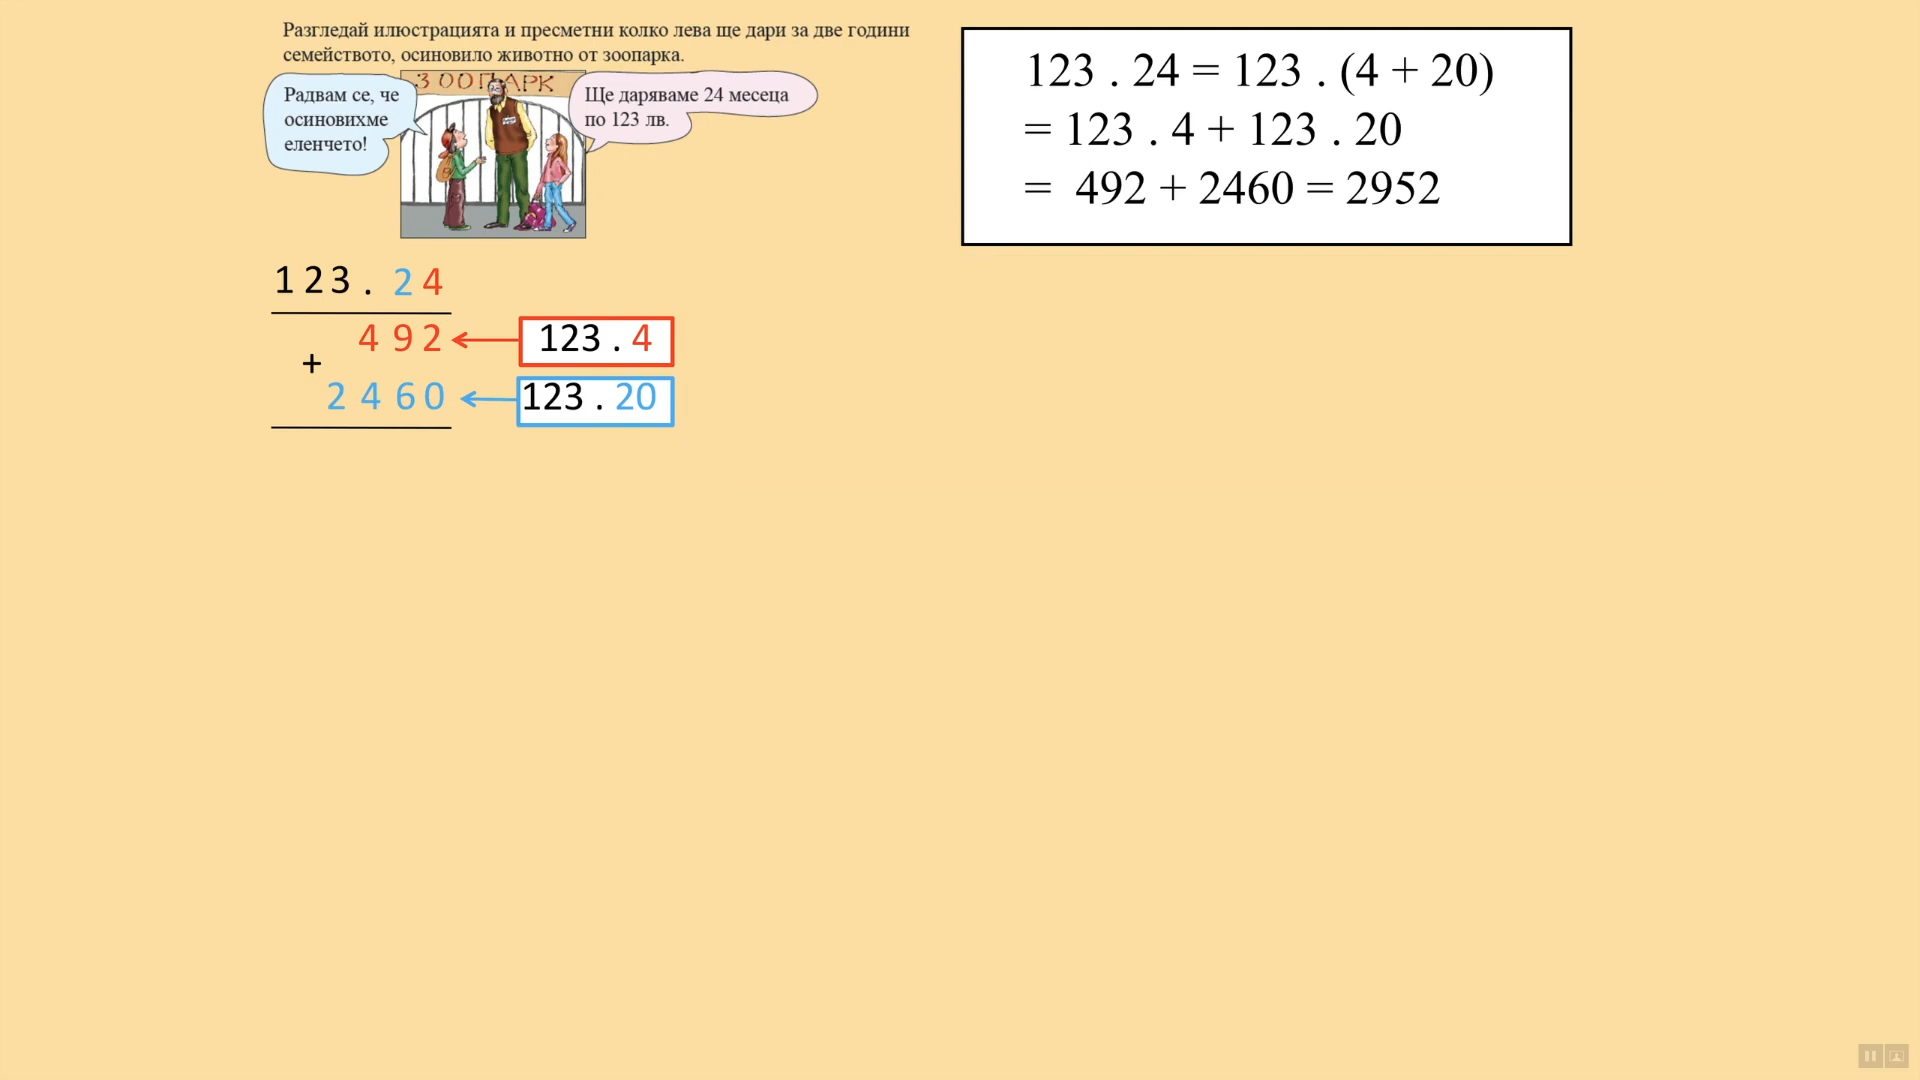 Разгледай илюстрацията и пресметни колко лева ще дари за две години
семейството, осиновило животно от зоопарка.
ЗООПАРК
Радвам се, че
осиновихме
еленчето!
Ще даряваме 24 месеца
по 123 лв.
123 . 24 = 123 . (4 + 20)
= 123 . 4 + 123 . 20
= 492 + 2460 = 2952
123. 24
492
123 . 4
+
2460
123 . 20